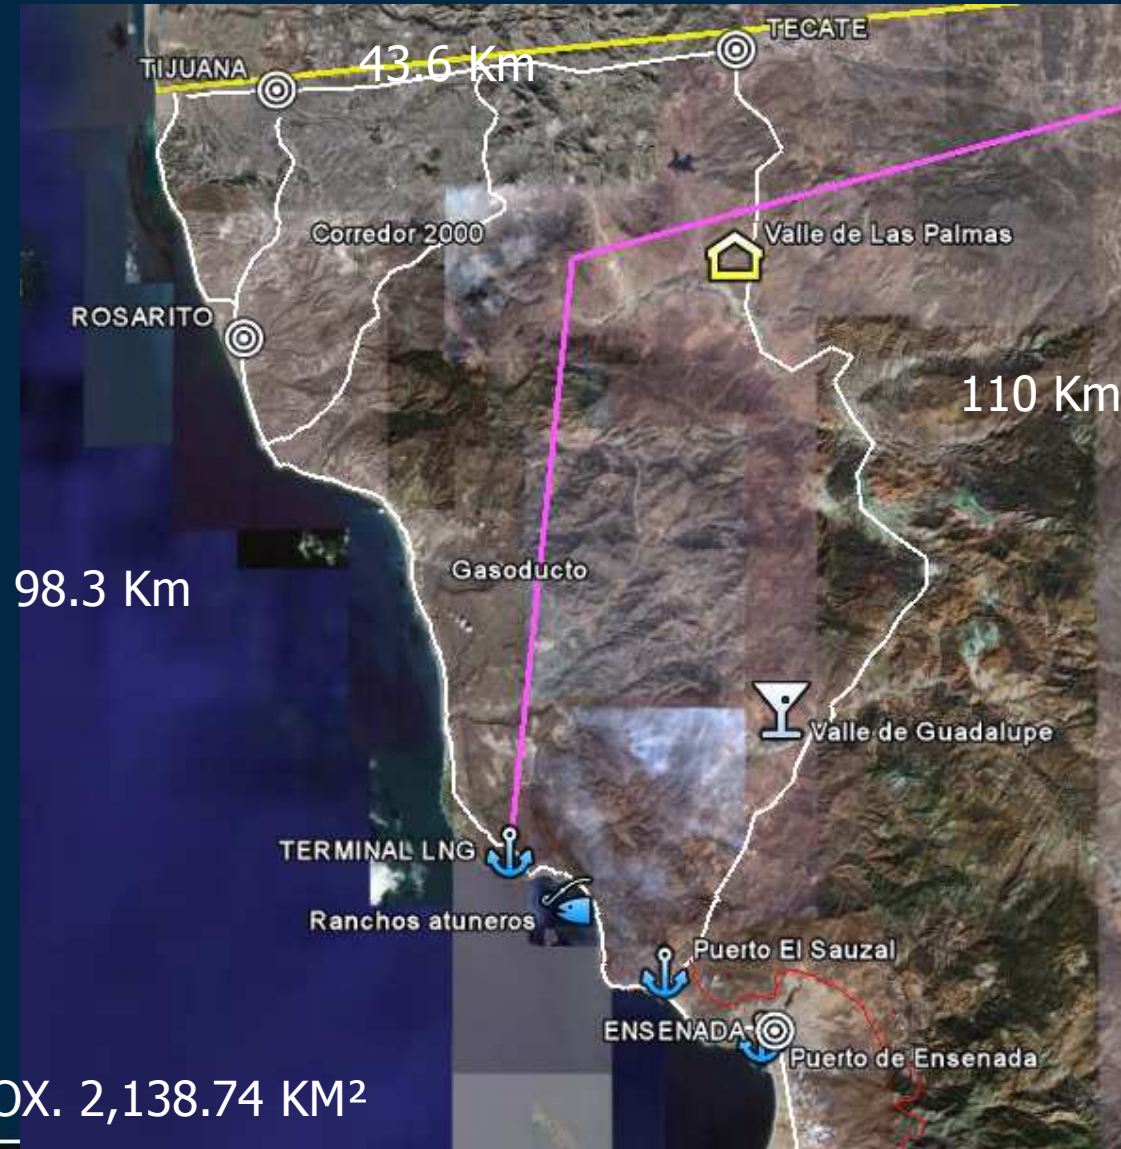 TECATE
TIJUANA
43.6 Km
Corredor 2000
Valle de Las Palmas
ROSARITO
110 Km
Gasoducto
98.3 Km
Valle de Guadalupe
TERMINAL LNG
Ranchos atuneros
Puerto El Sauzal
ENSENADA
Puerto de Ensenada
OX. 2,138.74 KM²